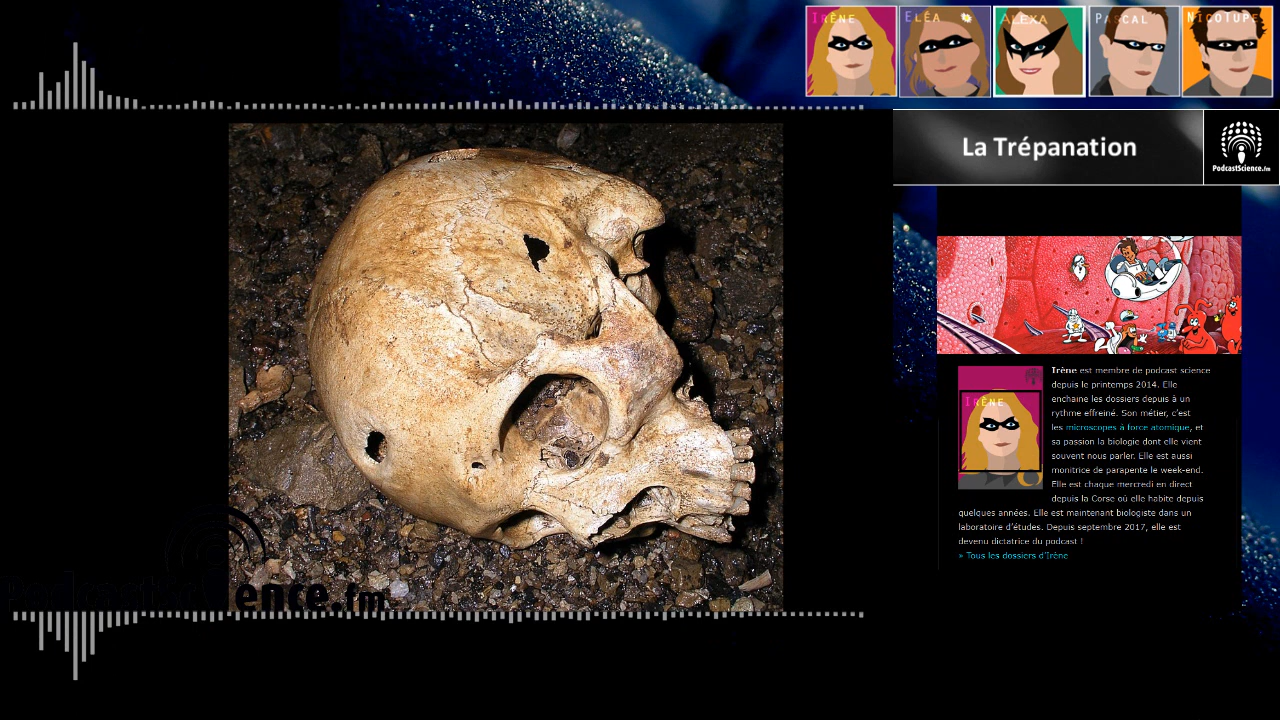 IRÈNE
ELÉA
ALEXA
PASCAL
NICOTUPE
La Trépanation
PodcastScience.fm
IRÈNE
Irène est membre de podcast science
depuis le printemps 2014. Elle
enchaine les dossiers depuis à un
rythme effreiné. Son métier, c'est
les microscopes à force atomique, et
sa passion la biologie dont elle vient
souvent nous parler. Elle est aussi
monitrice de parapente le week-end.
Elle est chaque mercredi en direct
depuis la Corse où elle habite depuis
quelques années. Elle est maintenant biologiste dans un
laboratoire d'études. Depuis septembre 2017, elle est
devenu dictatrice du podcast !
» Tous les dossiers d'Irène
PodcastScience.fm